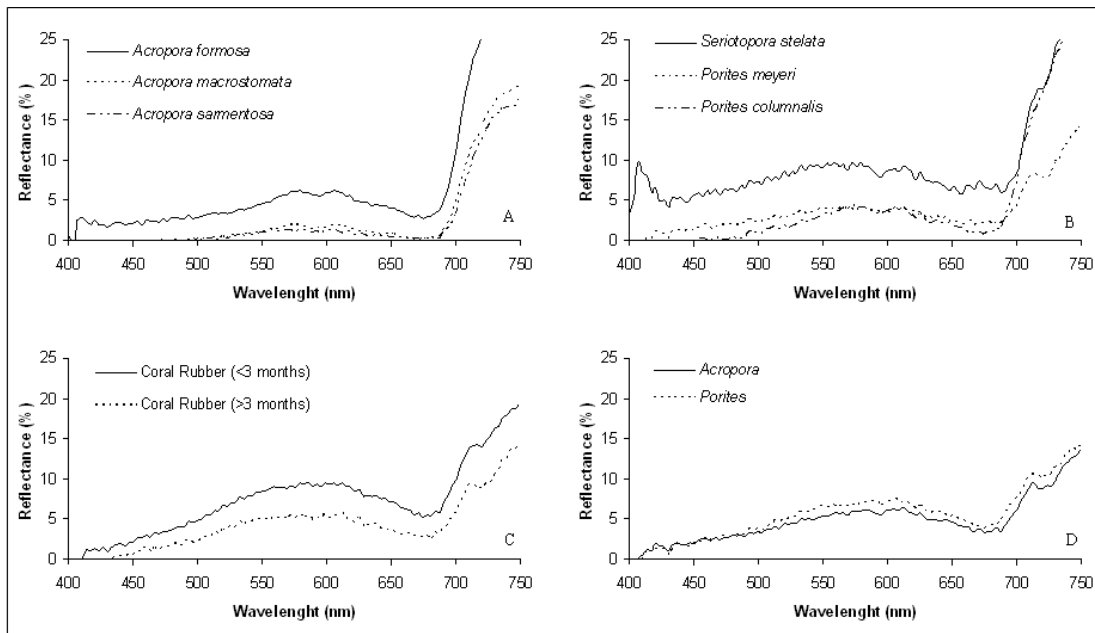 25
20
15
10
5
0
Reflectance (%)
Acropora formosa
Acropora macrostomata
Acropora sarmentosa
A
400 450 500 550 600 650 700 750
Wavelenght (nm)
25
20
15
10
5
0
Reflectance (%)
Seriotopora stelata
Porites meyeri
Porites columnalis
B
400 450 500 550 600 650 700 750
Wavelenght (nm)
25
20
15
10
5
0
Reflectance (%)
Coral Rubber (<3 months)
Coral Rubber (>3 months)
C
400 450 500 550 600 650 700 750
Wavelenght (nm)
25
20
15
10
5
0
Reflectance (%)
Acropora
Porites
D
400 450 500 550 600 650 700 750
Wavelenght (nm)